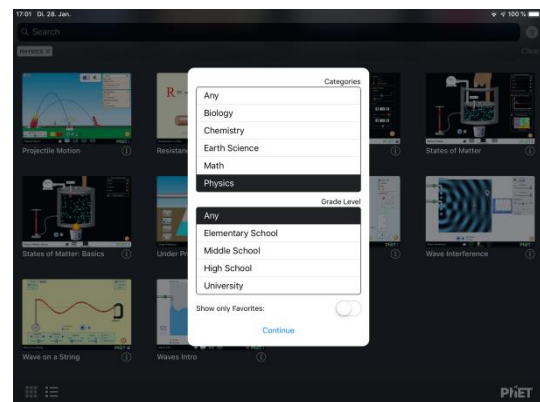 17:01 Di. 28. Jan.
100 %
Search
PHYSICS ×
Clear
Categories
Any
Biology
Chemistry
Earth Science
Math
Physics
Grade Level
Any
Elementary School
Middle School
High School
University
Show only Favorites:
Continue
Projectile Motion
States of Matter
States of Matter: Basics
Wave Interference
Wave on a String
Waves Intro
PhET